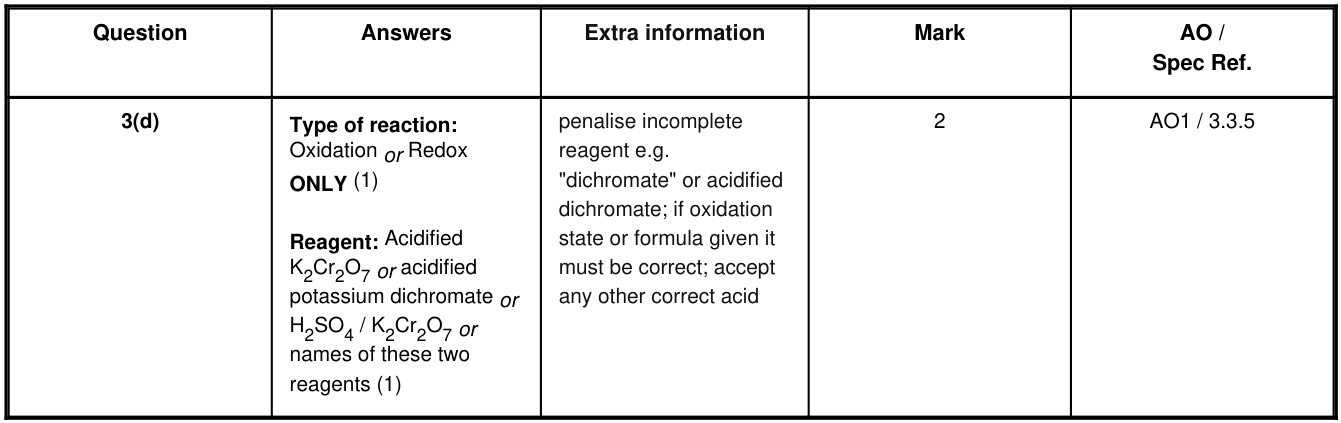 Question Answers Extra information Mark AO /
Spec Ref.
3(d)
Type of reaction:
Oxidation or Redox
ONLY (1)
Reagent: Acidified
K2Cr2O7 or acidified
potassium dichromate or
H2SO4 / K2Cr2O7 or
names of these two
reagents (1)
penalise incomplete
reagent e.g.
"dichromate" or acidified
dichromate; if oxidation
state or formula given it
must be correct; accept
any other correct acid
2
AO1 / 3.3.5